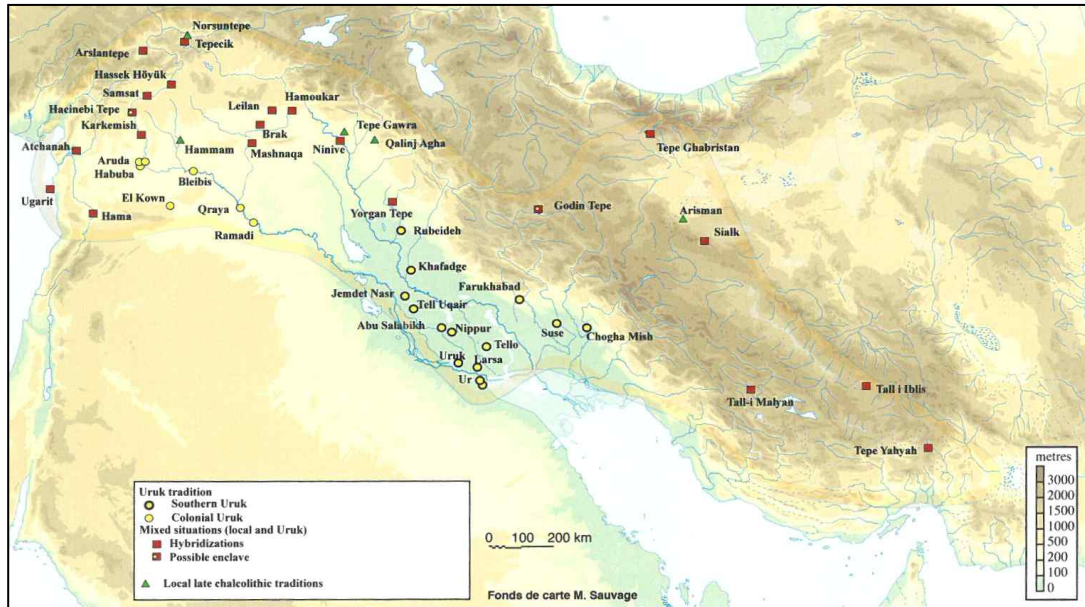 Norsuntepe
Tepecik
Arslantepe
Hassek Höyük
Samsat
Hacinebi Tepe
Karkemish
Atchanah
Leilan
Hamoukar
Brak
Mashnaqa
Tepe Gawra
Ninive
Qalinj Agha
Hammam
Aruda
Habuba
Bleibis
Ugarit
El Kown
Hama
Qraya
Ramadi
Yorgan Tepe
Rubeideh
Khafadge
Godin Tepe
Tepe Ghabristan
Arisman
Sialk
Jemdet Nasr
Tell Uqair
Farukhabad
Abu Salabikh
Nippur
Suse
Chogha Mish
Tello
Uruk
Larsa
Ur
Tall-i Malyan
Tall i Iblis
Tepe Yahyah
Uruk tradition
Southern Uruk
Colonial Uruk
Mixed situations (local and Uruk)
Hybridizations
Possible enclave
Local late chalcolithic traditions
0 100 200 km
Fonds de carte M. Sauvage
metres
3000
2000
1500
1000
500
200
100
0